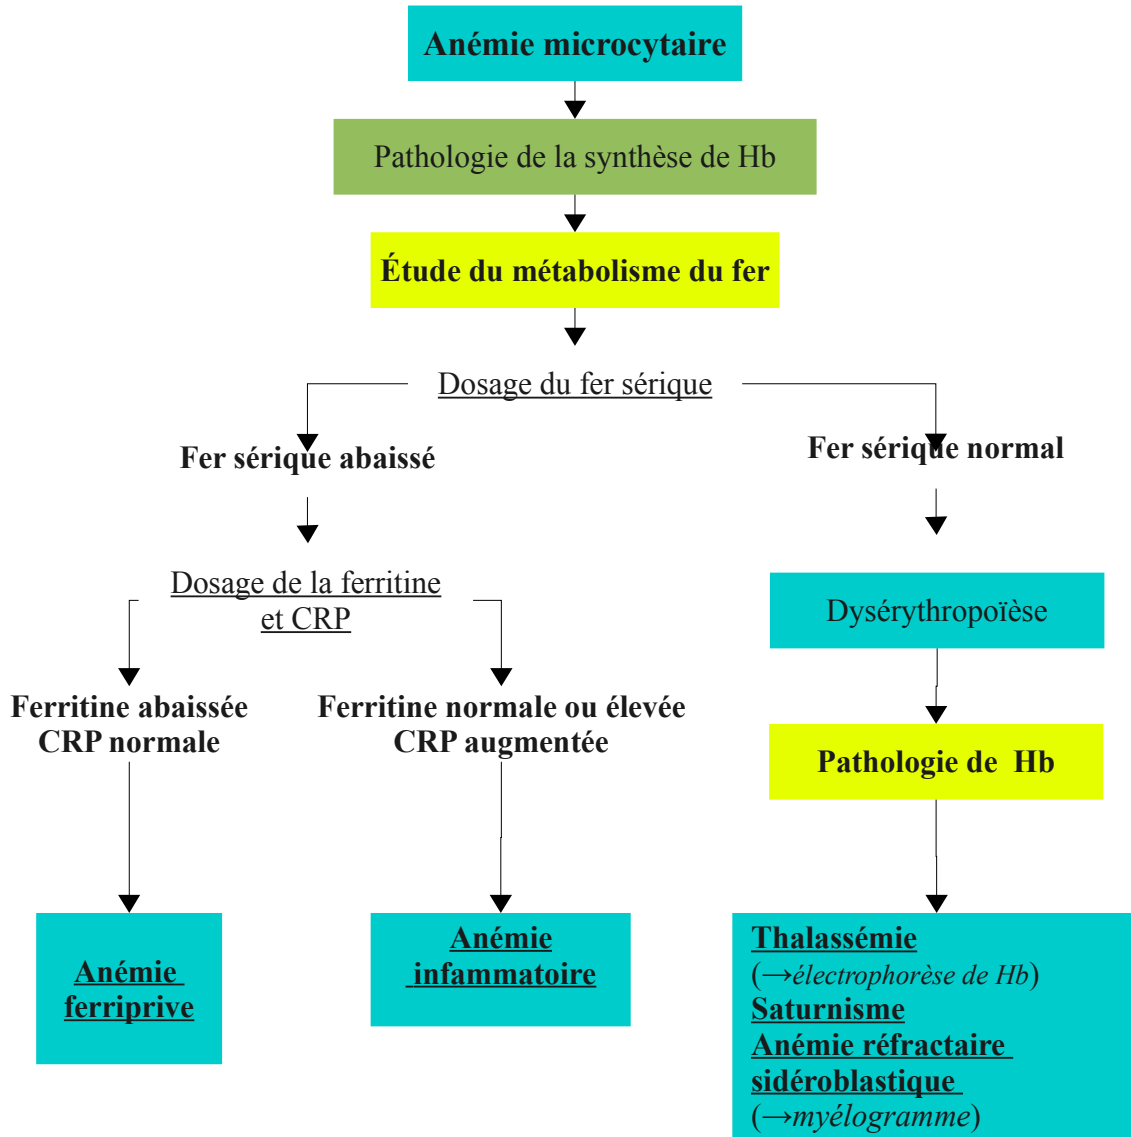 Anémie microcytaire
Pathologie de la synthèse de Hb
Étude du métabolisme du fer
Dosage du fer sérique
Fer sérique abaissé
Fer sérique normal
Dosage de la ferritine
et CRP
Dysérythropoïèse
Ferritine abaissée
CRP normale
Ferritine normale ou élevée
CRP augmentée
Pathologie de Hb
Anémie
ferriprive
Anémie
infammatoire
Thalassémie
(→électrophorèse de Hb)
Saturnisme
Anémie réfractaire
sidéroblastique
(→myélogramme)